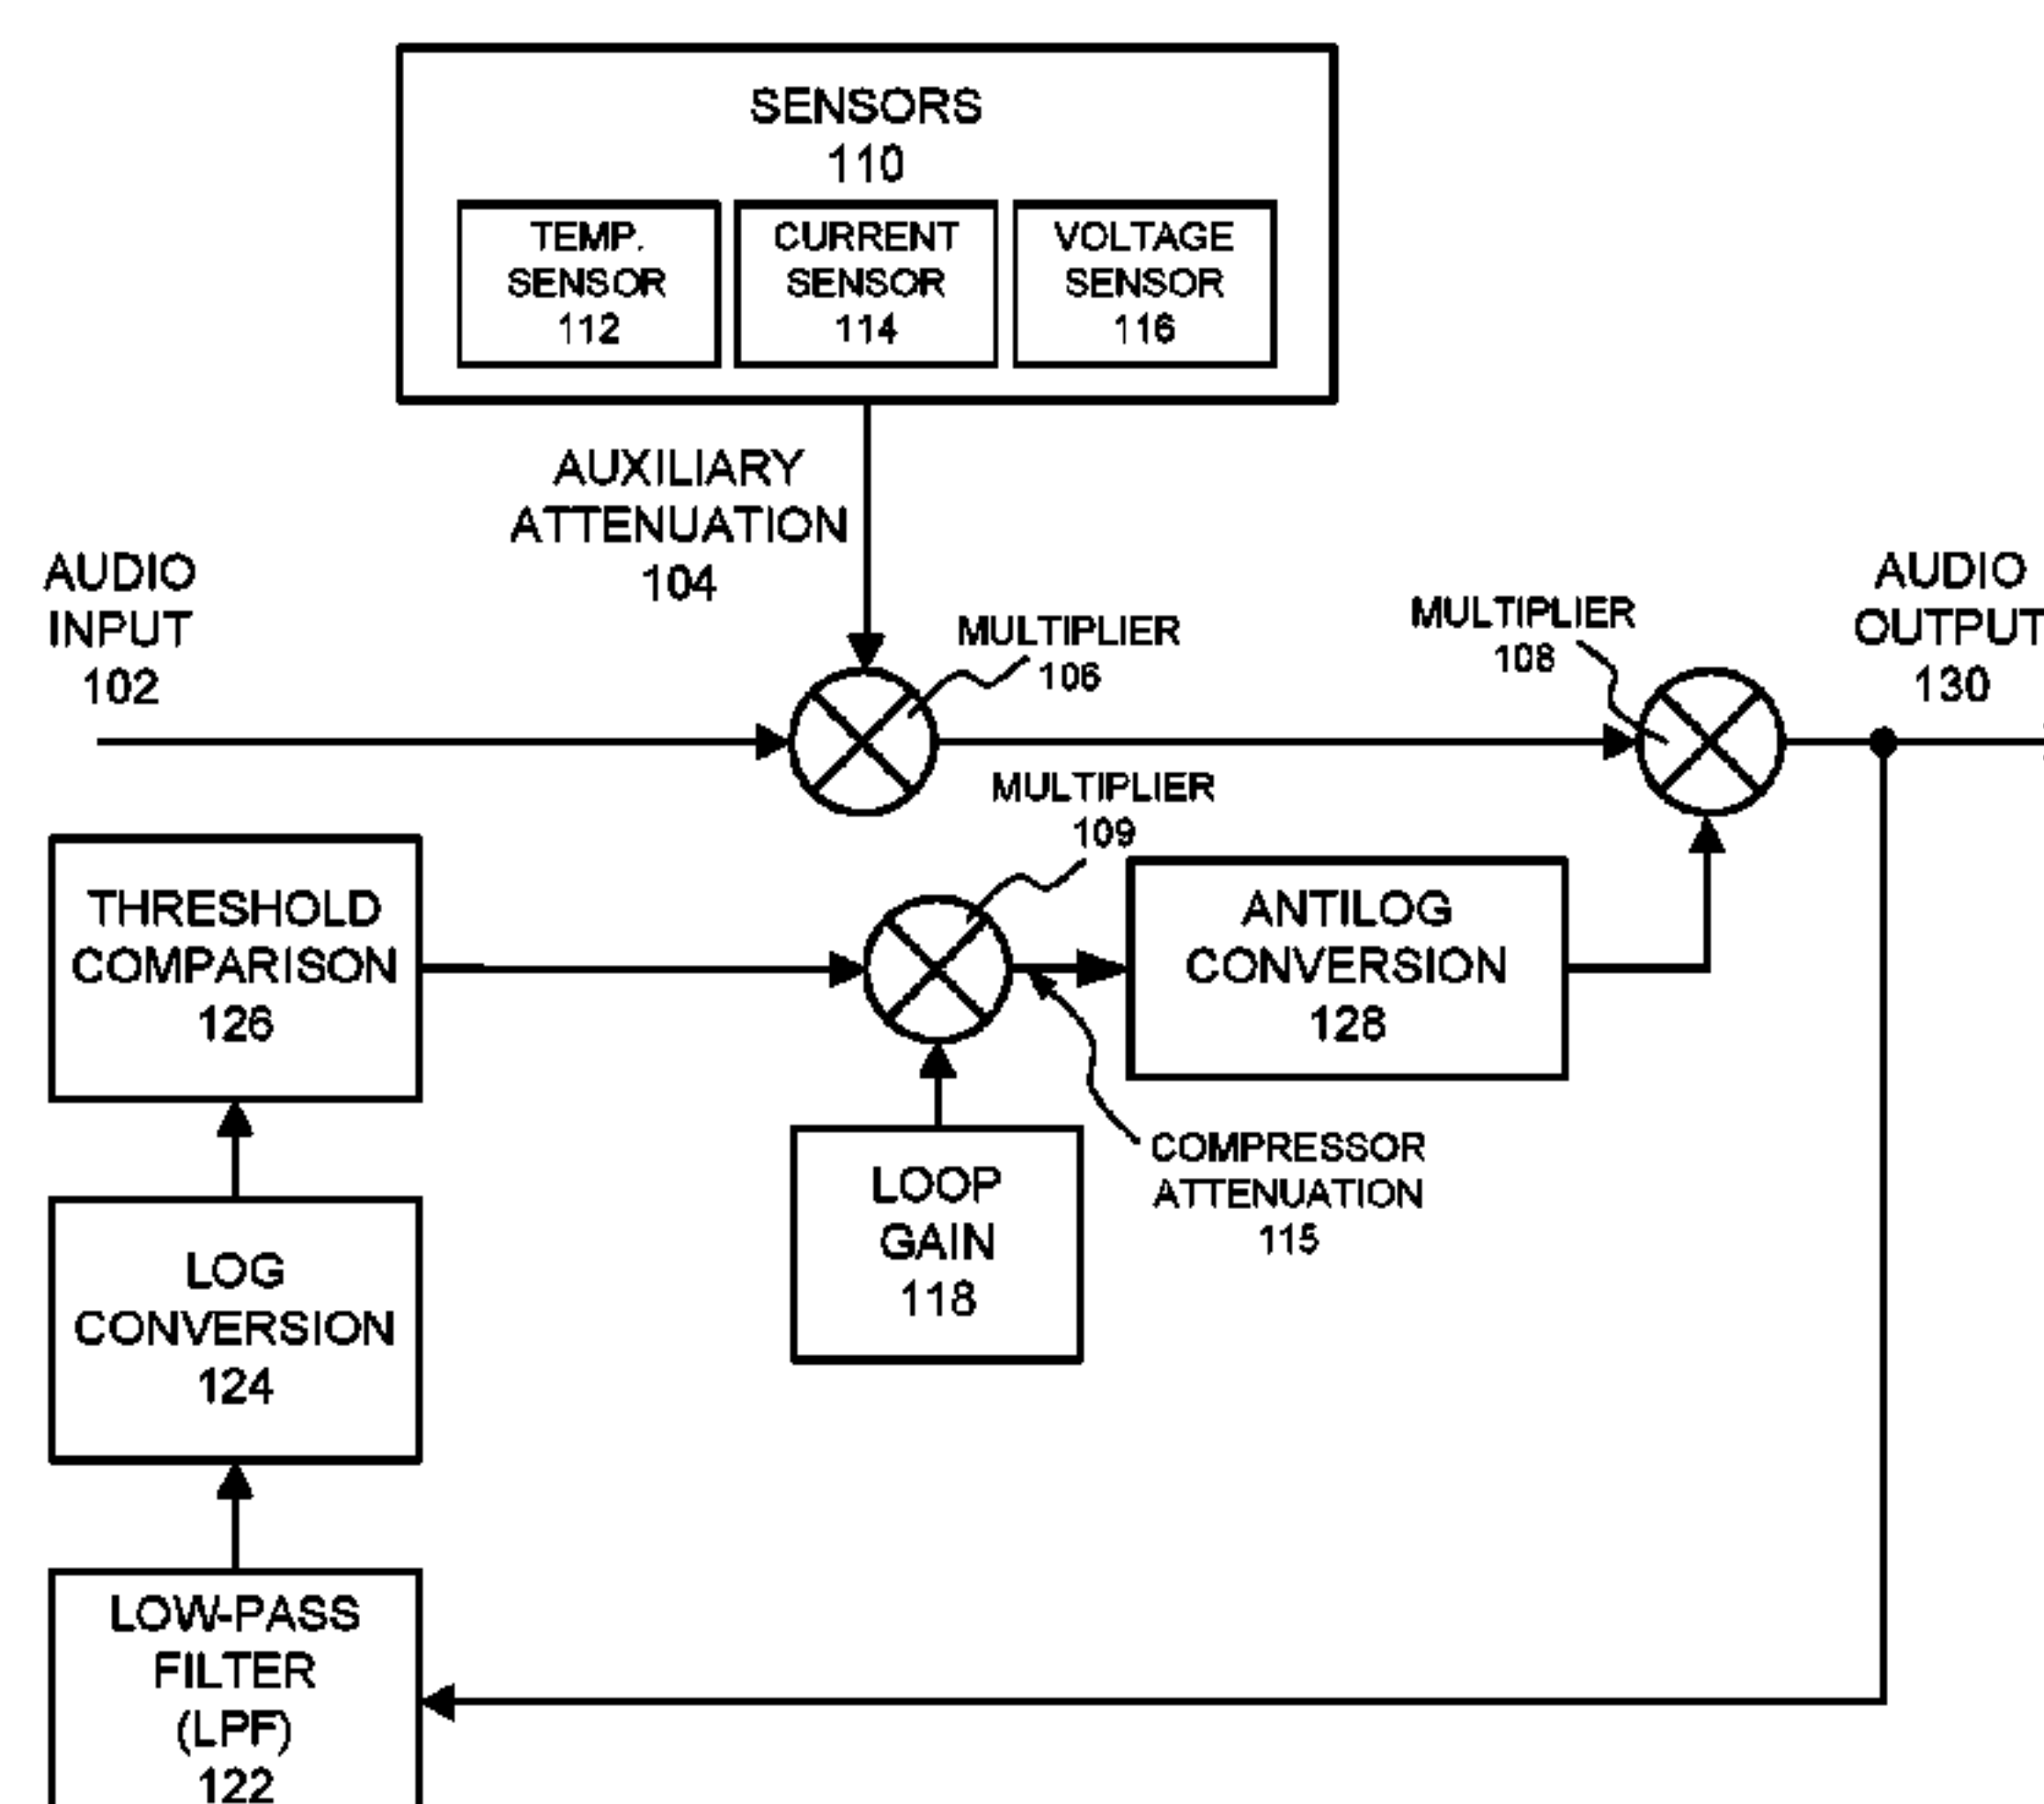 SENSORS
110
TEMP.
SENSOR
112
CURRENT
SENSOR
114
VOLTAGE
SENSOR
116
AUXILIARY
ATTENUATION
104
AUDIO
INPUT
102
MULTIPLIER
106
MULTIPLIER
108
AUDIO
OUTPUT
130
MULTIPLIER
109
THRESHOLD
COMPARISON
126
ANTILOG
CONVERSION
128
LOOP
GAIN
118
COMPRESSOR
ATTENUATION
115
LOG
CONVERSION
124
LOW-PASS
FILTER
(LPF)
122